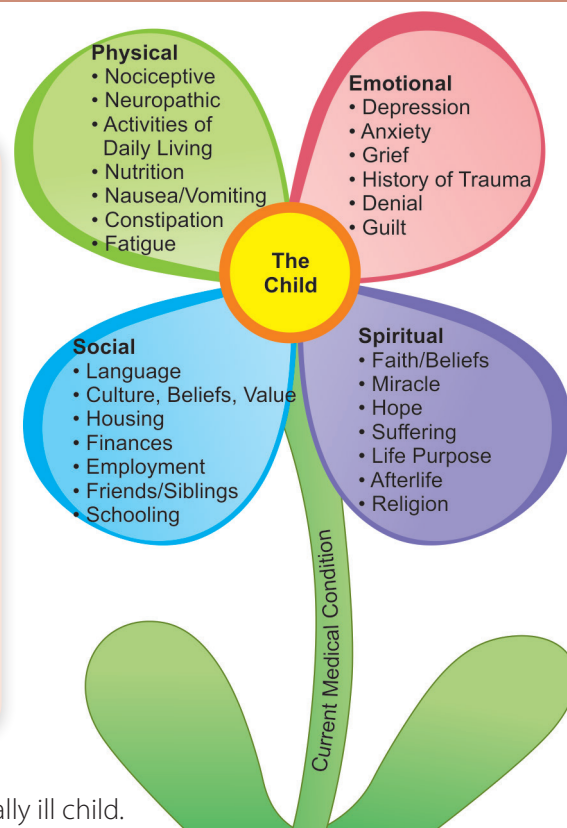 Physical
• Nociceptive
• Neuropathic
• Activities of
Daily Living
• Nutrition
• Nausea/Vomiting
• Constipation
• Fatigue
Emotional
• Depression
• Anxiety
• Grief
• History of Trauma
• Denial
• Guilt
The
Child
Social
• Language
• Culture, Beliefs, Value
• Housing
• Finances
• Employment
• Friends/Siblings
• Schooling
Spiritual
• Faith/Beliefs
• Miracle
• Hope
• Suffering
• Life Purpose
• Afterlife
• Religion
Current Medical Condition
ill child.